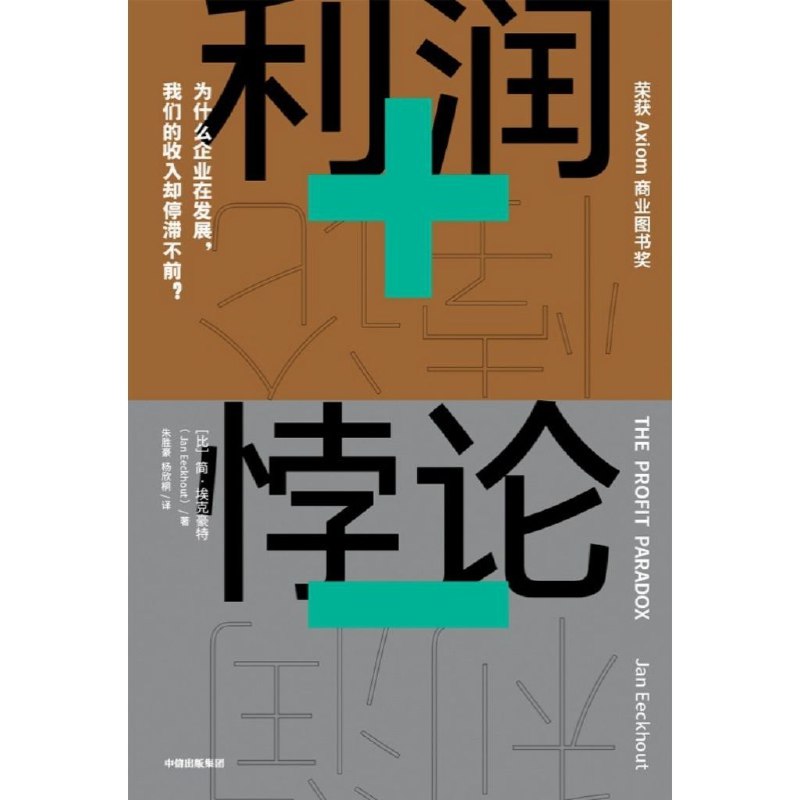 利润
悖论
为什么企业在发展，
我们的收入却停滞不前？
荣获 Axiom 商业图书奖
［比］简·埃克豪特
（Jan Eeckhout）/著
朱胜豪 杨欣桐/译
THE PROFIT PARADOX
Jan Eeckhout
中信出版集团